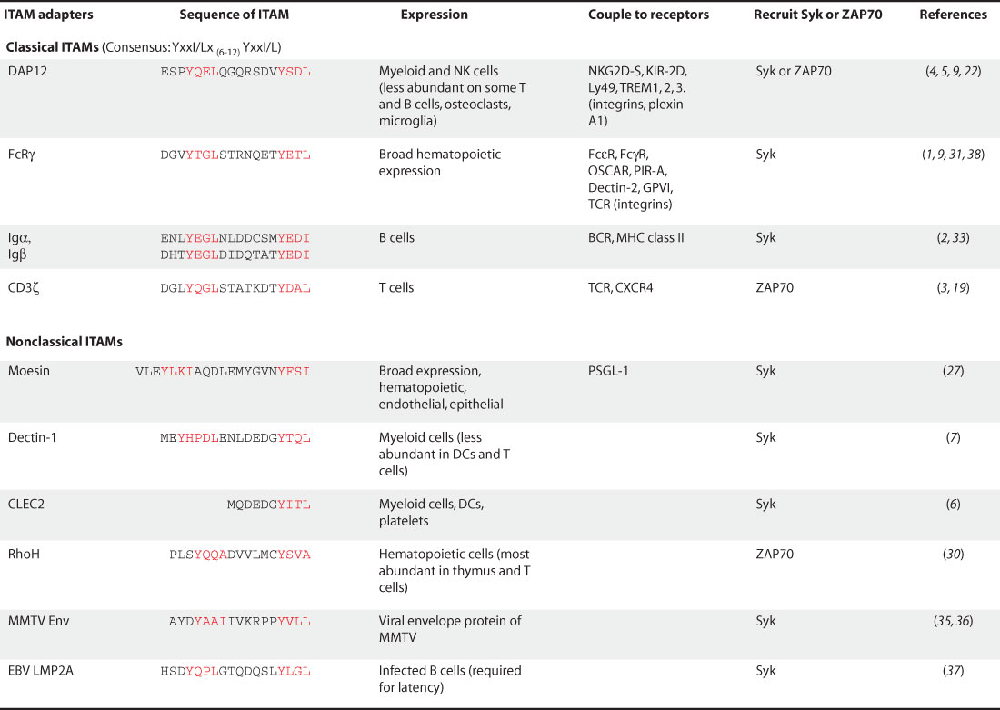 ITAM adapters Sequence of ITAM Expression Couple to receptors Recruit Syk or ZAP70 References
Classical ITAMs (Consensus: YxxI/Lx (6-12) YxxI/L)
DAP12 ESPYQELQGQRSDVYSDL Myeloid and NK cells NKG2D-S, KIR-2D, Syk or ZAP70 (4, 5, 9, 22)
(less abundant on some T Ly49, TREM1, 2, 3.
and B cells, osteoclasts, (integrins, plexin
microglia) A1)
FcRγ DGVYTGLSTRNQETYETL Broad hematopoietic FcεR, FcγR, Syk (1, 9, 31, 38)
expression OSCAR, PIR-A,
Dectin-2, GPVI,
TCR (integrins)
Igα, ENLYEGLNLDDCSMYEDI B cells BCR, MHC class II Syk (2, 33)
Igβ DHTYEGLDIDQTATYEDI
CD3ζ DGLYQGLSTATKDTYDAL T cells TCR, CXCR4 ZAP70 (3, 19)
Nonclassical ITAMs
Moesin VLEYLKIAQDLEMYGVNYFSI Broad expression, PSGL-1 Syk (27)
hematopoietic,
endothelial, epithelial
Dectin-1 MEYHPDLENLDEDGYTQL Myeloid cells (less Syk (7)
abundant in DCs and T
cells)
CLEC2 MQDEDGYITL Myeloid cells, DCs, Syk (6)
platelets
RhoH PLSYQQADVVLMCYSVA Hematopoietic cells (most ZAP70 (30)
abundant in thymus and T
cells)
MMTV Env AYDYAAIIVKRPPYVLL Viral envelope protein of Syk (35, 36)
MMTV
EBV LMP2A HSDYQPLGTQDQSLYLGL Infected B cells (required Syk (37)
for latency)